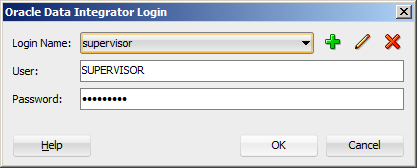 Oracle Data Integrator Login
Login Name: supervisor
User: SUPERVISOR
Password: •••••••••
Help OK Cancel